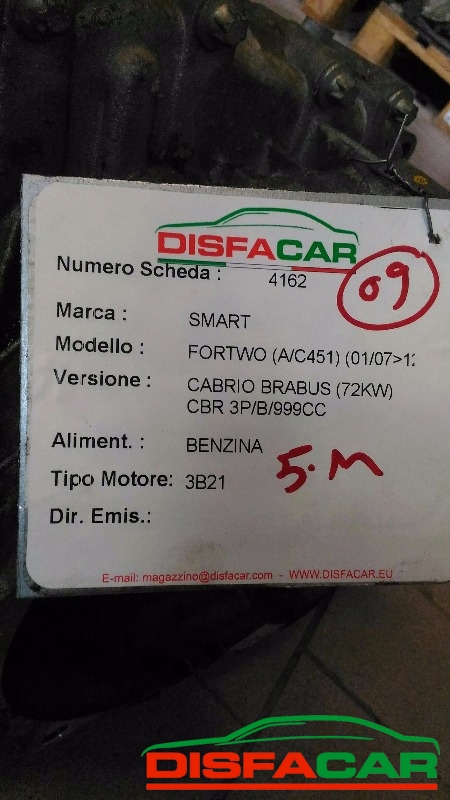 DISFACAR
Numero Scheda : 4162
09
Marca : SMART
Modello : FORTWO (A/C451) (01/07>12
Versione : CABRIO BRABUS (72KW)
CBR 3P/B/999CC
Aliment. : BENZINA
5.M
Tipo Motore: 3B21
Dir. Emis.:
E-mail: magazzino@disfacar.com - WWW.DISFACAR.EU
DISFACAR